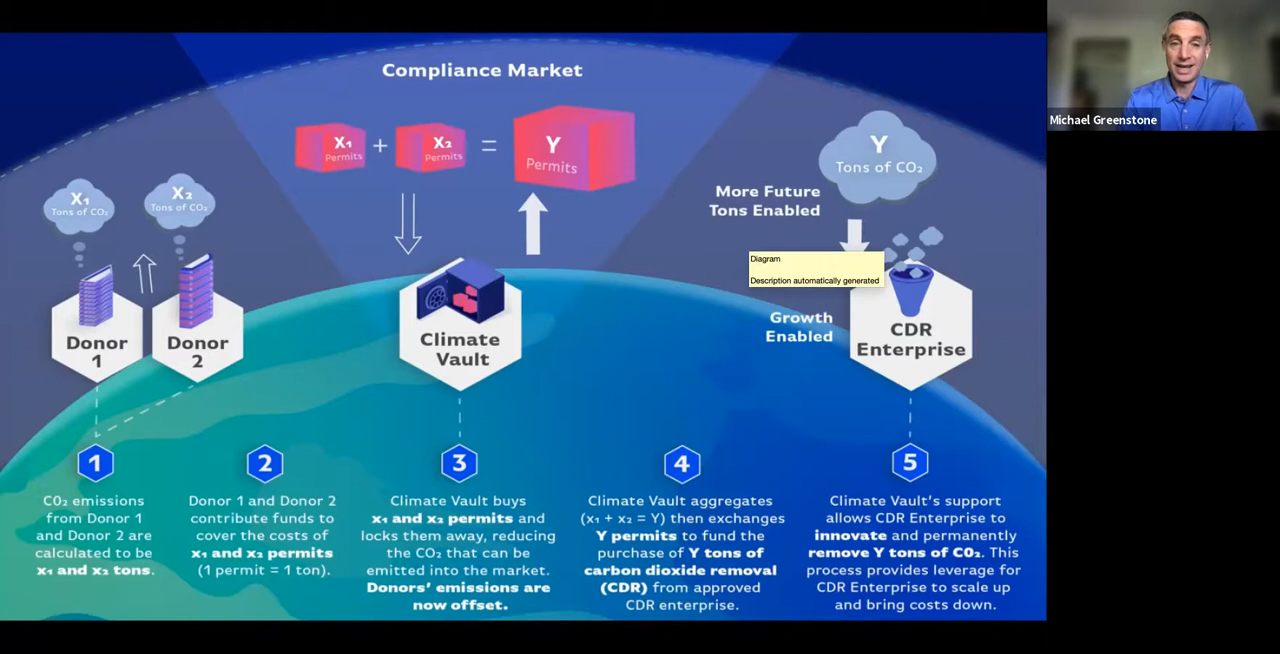 Compliance Market
X₁
Permits
+
X₂
Permits
=
Y
Permits
Y
Tons of CO₂
X₁
Tons of CO₂
X₂
Tons of CO₂
More Future
Tons Enabled
Diagram
Description automatically generated
Growth
Enabled
Donor
1
Donor
2
Climate
Vault
CDR
Enterprise
1
CO₂ emissions
from Donor 1
and Donor 2 are
calculated to be
x₁ and x₂ tons.
2
Donor 1 and Donor 2
contribute funds to
cover the costs of
x₁ and x₂ permits
(1 permit = 1 ton).
3
Climate Vault buys
x₁ and x₂ permits and
locks them away, reducing
the CO₂ that can be
emitted into the market.
Donors’ emissions are
now offset.
4
Climate Vault aggregates
(x₁ + x₂ = Y) then exchanges
Y permits to fund the
purchase of Y tons of
carbon dioxide removal
(CDR) from approved
CDR enterprise.
5
Climate Vault’s support
allows CDR Enterprise to
innovate and permanently
remove Y tons of CO₂. This
process provides leverage for
CDR Enterprise to scale up
and bring costs down.
Michael Greenstone